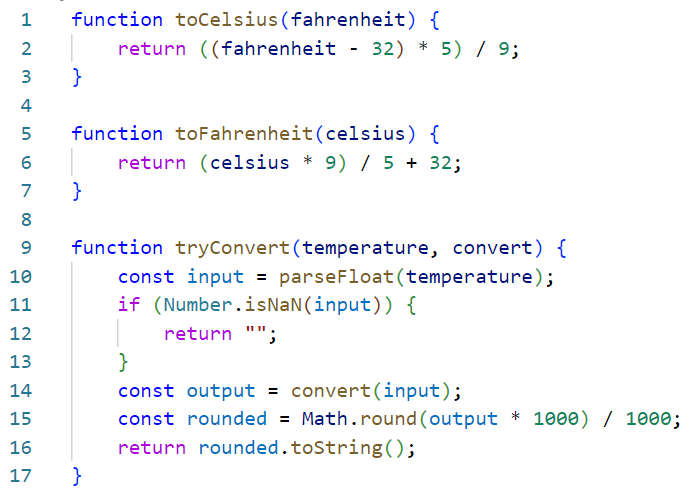 1 function toCelsius(fahrenheit) {
2     return ((fahrenheit - 32) * 5) / 9;
3 }
4
5 function toFahrenheit(celsius) {
6     return (celsius * 9) / 5 + 32;
7 }
8
9 function tryConvert(temperature, convert) {
10     const input = parseFloat(temperature);
11     if (Number.isNaN(input)) {
12         return "";
13     }
14     const output = convert(input);
15     const rounded = Math.round(output * 1000) / 1000;
16     return rounded.toString();
17 }